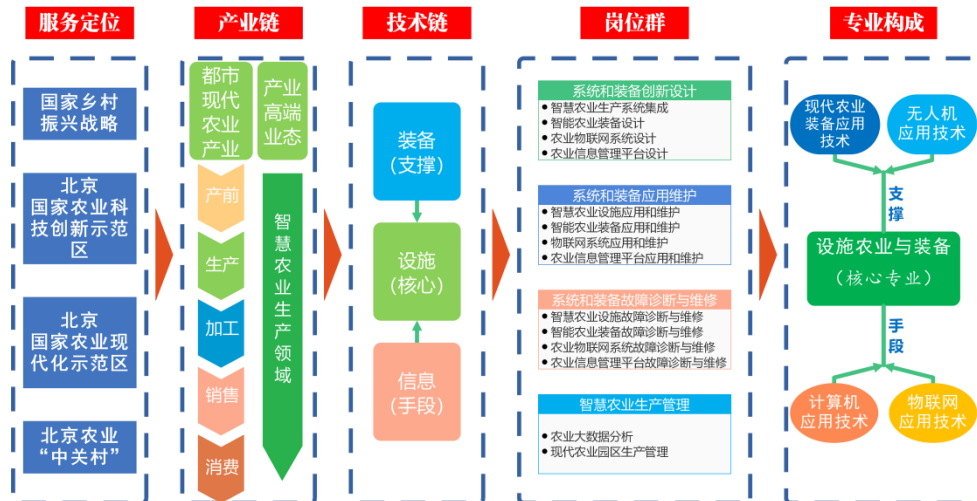 服务定位
国家乡村
振兴战略
北京
国家农业科
技创新示范
区
北京
国家农业现
代化示范区
北京农业
“中关村”
产业链
都市
现代
农业
产业
产业
高端
业态
产前
生产
加工
销售
消费
智慧农业生产领域
技术链
装备
(支撑)
设施
(核心)
信息
(手段)
岗位群
系统和装备创新设计
• 智慧农业生产系统集成
• 智能农业装备设计
• 农业物联网系统设计
• 农业信息管理平台设计
系统和装备应用维护
• 智慧农业设施应用和维护
• 智能农业装备应用和维护
• 物联网系统应用和维护
• 农业信息管理平台应用和维护
系统和装备故障诊断与维修
• 智慧农业设施故障诊断与维修
• 智能农业装备故障诊断与维修
• 农业物联网系统故障诊断与维修
• 农业信息管理平台故障诊断与维修
智慧农业生产管理
• 农业大数据分析
• 现代农业园区生产管理
专业构成
现代农业
装备应用
技术
无人机
应用技术
支撑
设施农业与装备
(核心专业)
手段
计算机
应用技术
物联网
应用技术